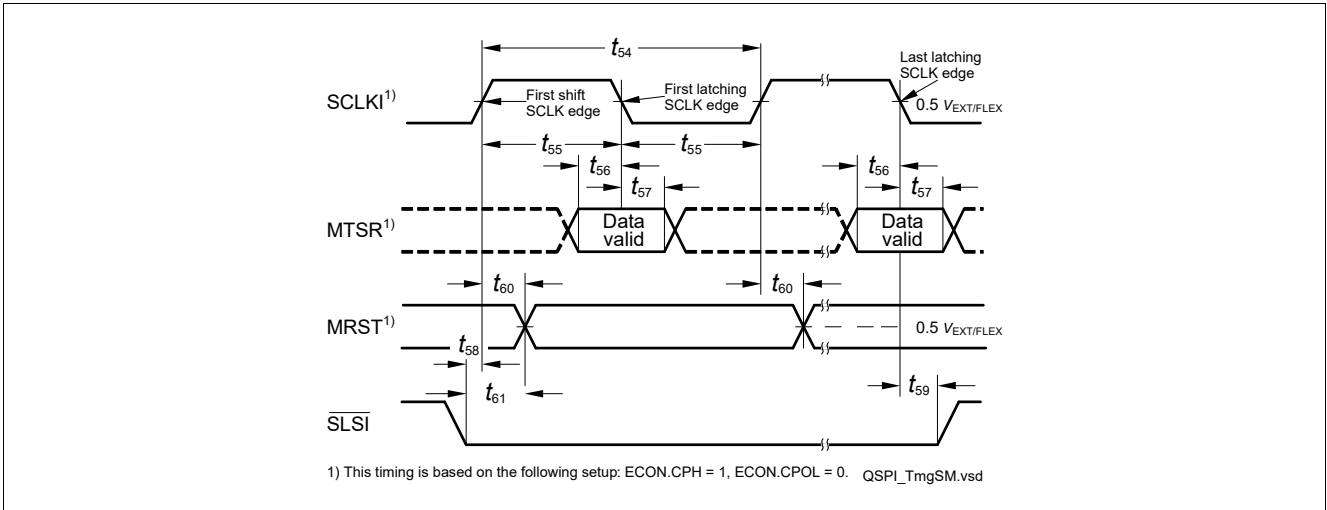 t54
SCLKI1)
First shift
SCLK edge
First latching
SCLK edge
Last latching
SCLK edge
0.5 VEXT/FLEX
t55
t55
t56
t57
t56
t57
MTSR1)
Data
valid
Data
valid
t60
t60
MRST1)
0.5 VEXT/FLEX
t58
t61
t59
SLSI
1) This timing is based on the following setup: ECON.CPH = 1, ECON.CPOL = 0.
QSPI_TmgSM.vsd